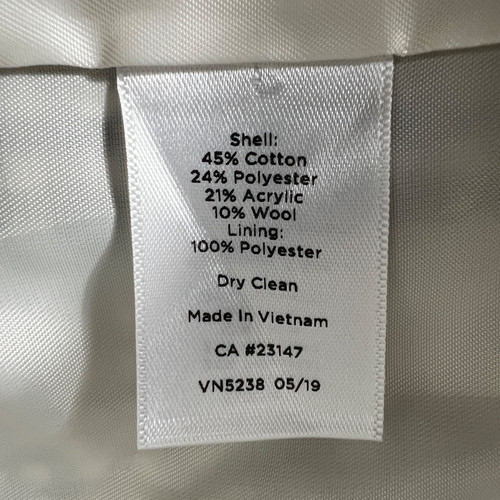 Shell:
45% Cotton
24% Polyester
21% Acrylic
10% Wool
Lining:
100% Polyester
Dry Clean
Made In Vietnam
CA #23147
VN5238 05/19